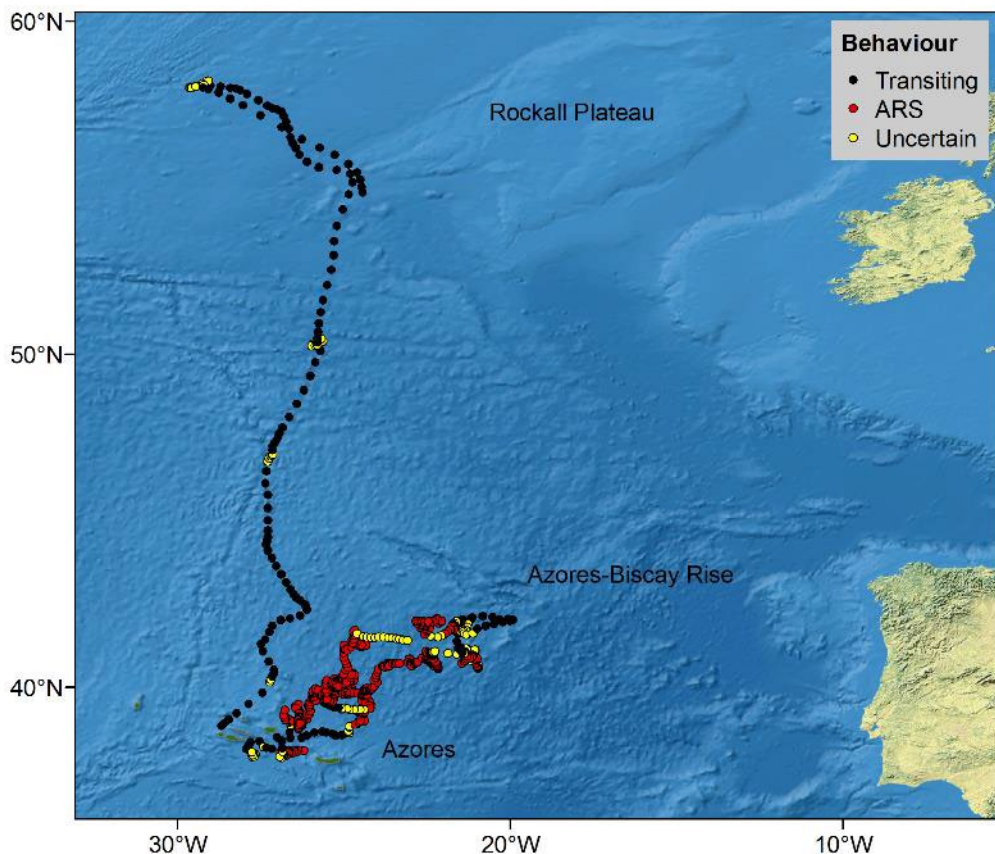 60°N
Behaviour
Transiting
ARS
Uncertain
Rockall Plateau
50°N
Azores-Biscay Rise
40°N
Azores
30°W
20°W
10°W